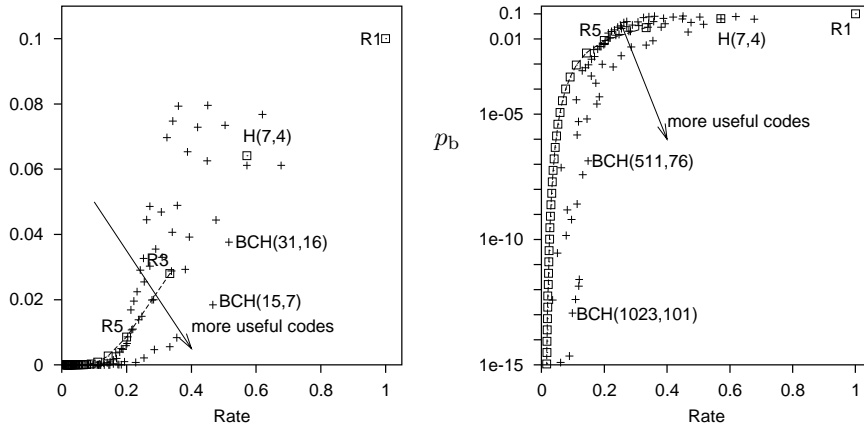 0.1
0.08
0.06
0.04
0.02
0
0 0.2 0.4 0.6 0.8 1
Rate
R5
R3
BCH(15,7)
BCH(31,16)
H(7,4)
R1
more useful codes
p_b
0.1
0.01
1e-05
1e-10
1e-15
0 0.2 0.4 0.6 0.8 1
Rate
R5
H(7,4)
R1
more useful codes
BCH(511,76)
BCH(1023,101)